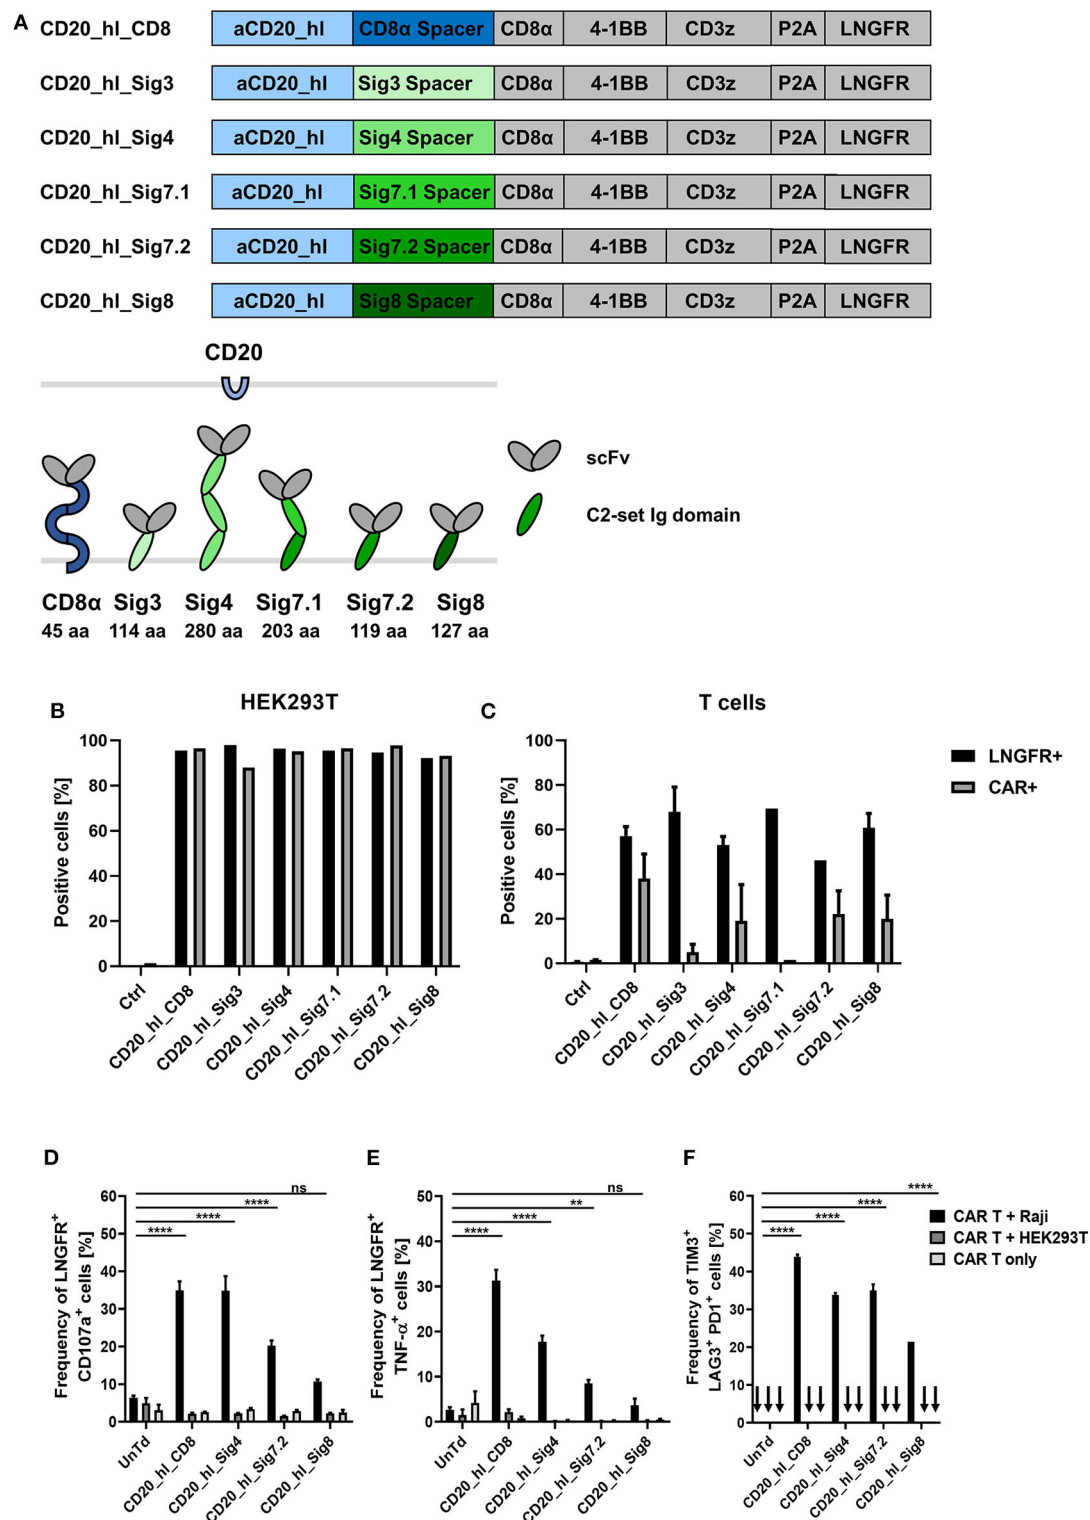 A
CD20_hl_CD8 aCD20_hl CD8α Spacer CD8α 4-1BB CD3z P2A LNGFR
CD20_hl_Sig3 aCD20_hl Sig3 Spacer CD8α 4-1BB CD3z P2A LNGFR
CD20_hl_Sig4 aCD20_hl Sig4 Spacer CD8α 4-1BB CD3z P2A LNGFR
CD20_hl_Sig7.1 aCD20_hl Sig7.1 Spacer CD8α 4-1BB CD3z P2A LNGFR
CD20_hl_Sig7.2 aCD20_hl Sig7.2 Spacer CD8α 4-1BB CD3z P2A LNGFR
CD20_hl_Sig8 aCD20_hl Sig8 Spacer CD8α 4-1BB CD3z P2A LNGFR
CD20
scFv
C2-set Ig domain
CD8α Sig3 Sig4 Sig7.1 Sig7.2 Sig8
45 aa 114 aa 280 aa 203 aa 119 aa 127 aa
B
HEK293T
Positive cells [%]
100
80
60
40
20
0
Ctrl
CD20_hl_CD8
CD20_hl_Sig3
CD20_hl_Sig4
CD20_hl_Sig7.1
CD20_hl_Sig7.2
CD20_hl_Sig8
C
T cells
Positive cells [%]
100
80
60
40
20
0
Ctrl
CD20_hl_CD8
CD20_hl_Sig3
CD20_hl_Sig4
CD20_hl_Sig7.1
CD20_hl_Sig7.2
CD20_hl_Sig8
LNGFR+
CAR+
D
Frequency of LNGFR+
CD107a+ cells [%]
60
50
40
30
20
10
0
ns
****
****
****
UnTd
CD20_hl_CD8
CD20_hl_Sig4
CD20_hl_Sig7.2
CD20_hl_Sig8
E
Frequency of LNGFR+
TNF-α+ cells [%]
50
40
30
20
10
0
ns
**
****
****
UnTd
CD20_hl_CD8
CD20_hl_Sig4
CD20_hl_Sig7.2
CD20_hl_Sig8
F
Frequency of TIM3+
LAG3+ PD1+ cells [%]
60
50
40
30
20
10
0
****
****
****
****
UnTd
CD20_hl_CD8
CD20_hl_Sig4
CD20_hl_Sig7.2
CD20_hl_Sig8
CAR T + Raji
CAR T + HEK293T
CAR T only